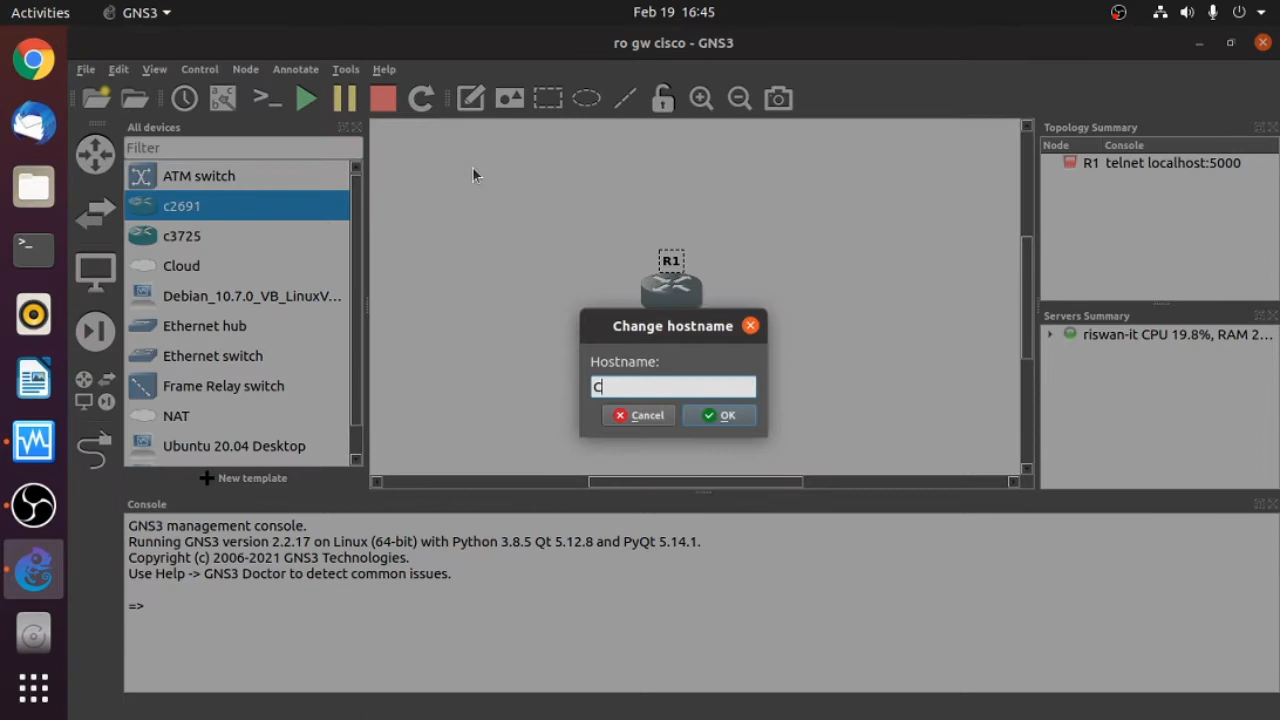 Activities
GNS3
Feb 19 16:45
ro gw cisco - GNS3
File Edit View Control Node Annotate Tools Help
All devices
Filter
ATM switch
c2691
c3725
Cloud
Debian_10.7.0_VB_LinuxV...
Ethernet hub
Ethernet switch
Frame Relay switch
NAT
Ubuntu 20.04 Desktop
New template
R1
Change hostname
Hostname:
C
Cancel
OK
Topology Summary
Node Console
R1 telnet localhost:5000
Servers Summary
riswan-it CPU 19.8%, RAM 2...
Console
GNS3 management console.
Running GNS3 version 2.2.17 on Linux (64-bit) with Python 3.8.5 Qt 5.12.8 and PyQt 5.14.1.
Copyright (c) 2006-2021 GNS3 Technologies.
Use Help -> GNS3 Doctor to detect common issues.
=>